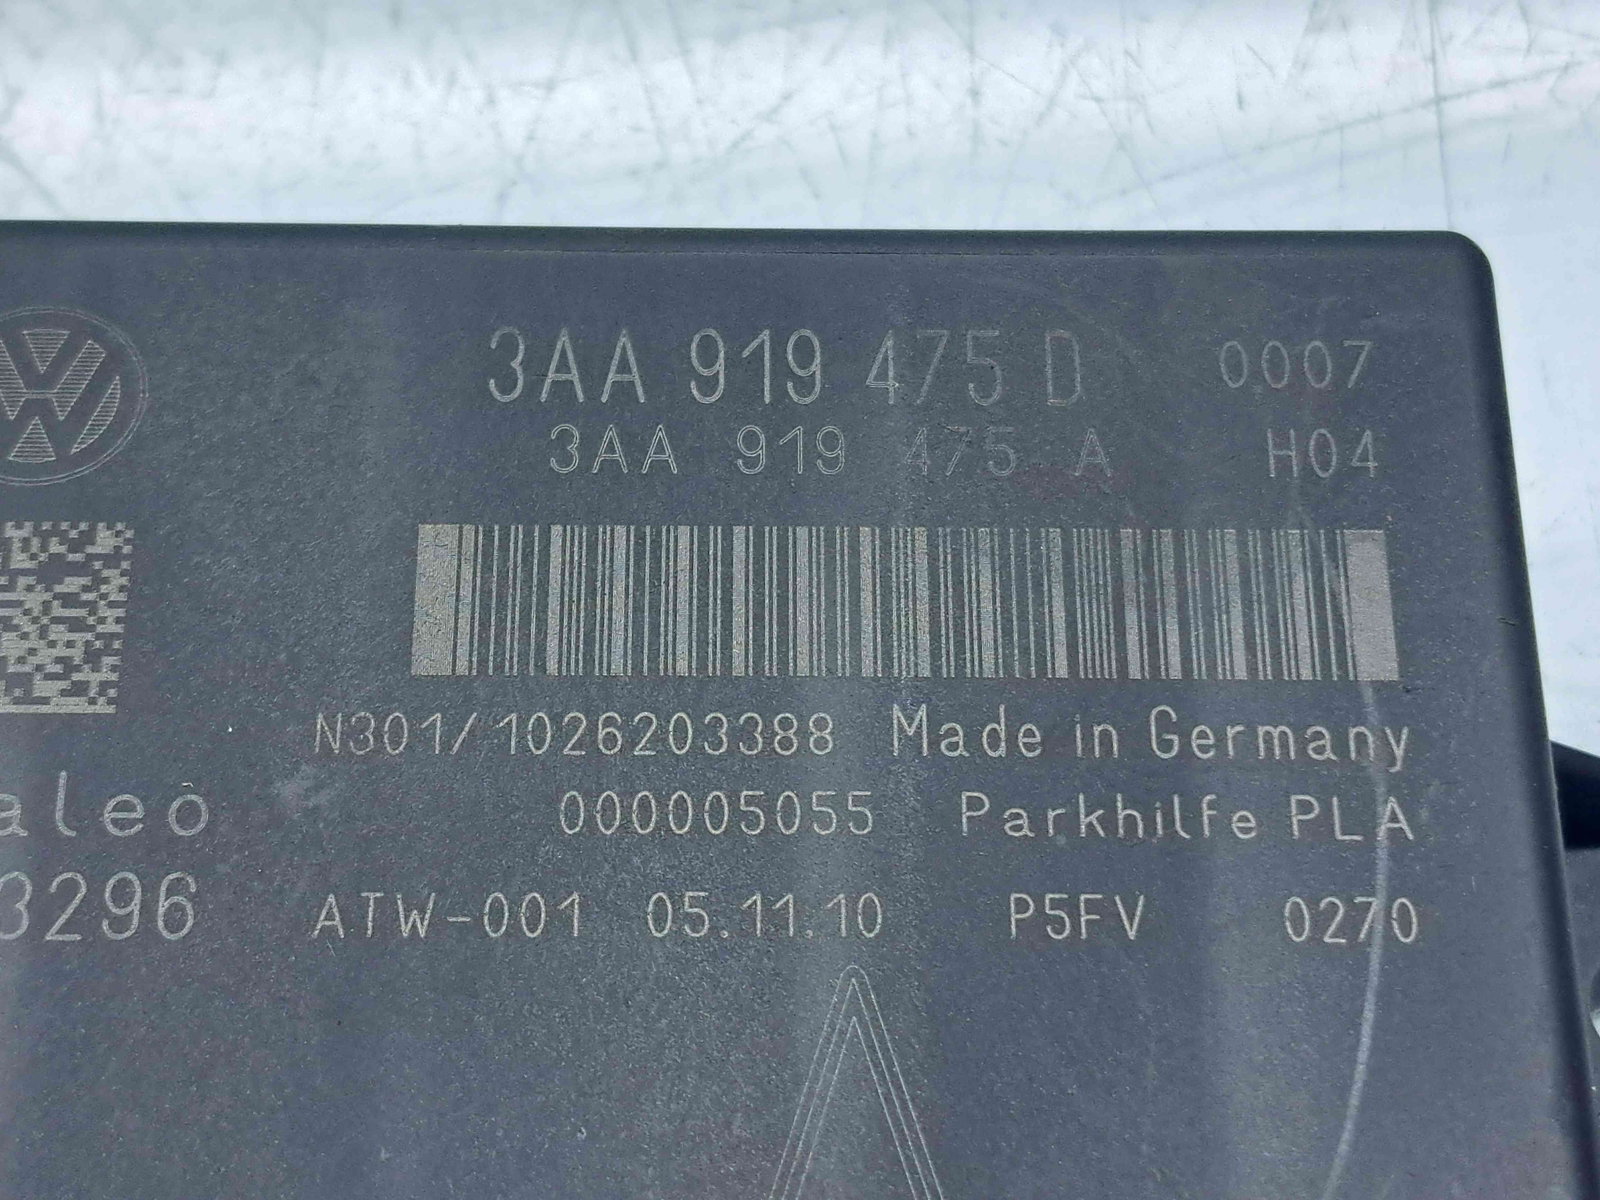 3AA 919 475 D 0007
3AA 919 475 A H04
N301/1026203388 Made in Germany
aleo 000005055 Parkhilfe PLA
3296 ATW-001 05.11.10 P5FV 0270